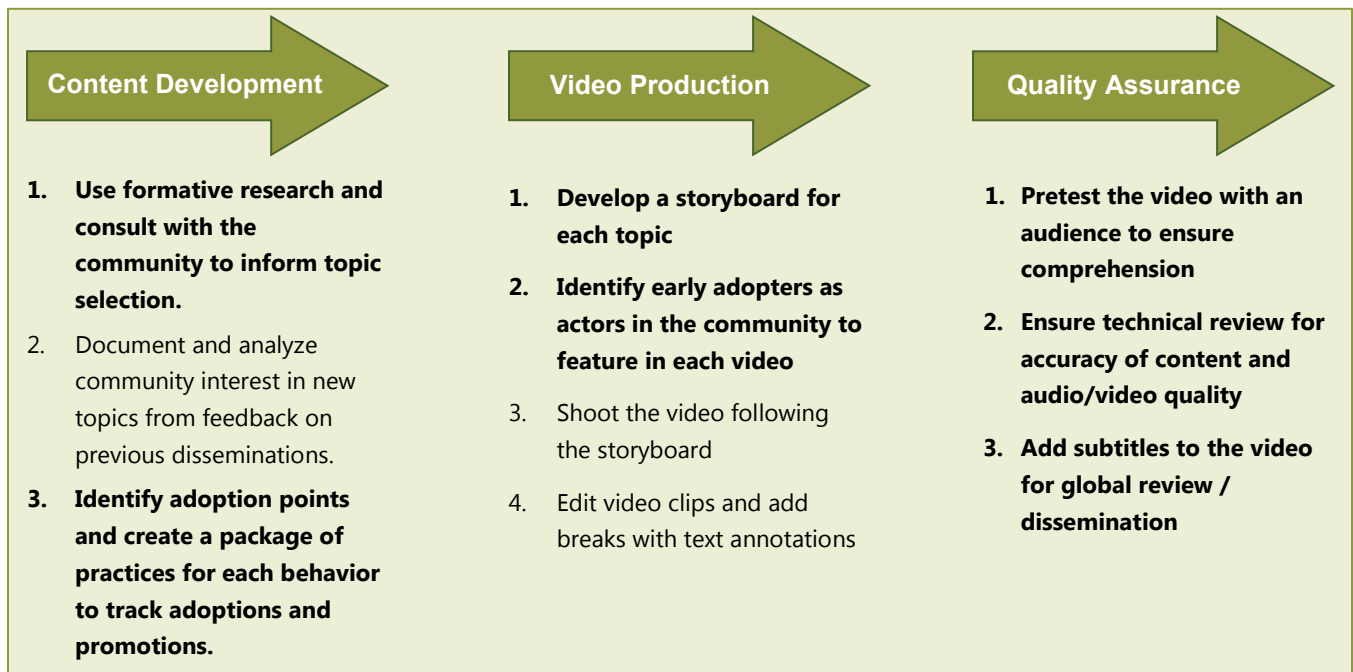 Content Development
1. Use formative research and
consult with the
community to inform topic
selection.
2. Document and analyze
community interest in new
topics from feedback on
previous disseminations.
3. Identify adoption points
and create a package of
practices for each behavior
to track adoptions and
promotions.
Video Production
1. Develop a storyboard for
each topic
2. Identify early adopters as
actors in the community to
feature in each video
3. Shoot the video following
the storyboard
4. Edit video clips and add
breaks with text annotations
Quality Assurance
1. Pretest the video with an
audience to ensure
comprehension
2. Ensure technical review for
accuracy of content and
audio/video quality
3. Add subtitles to the video
for global review /
dissemination